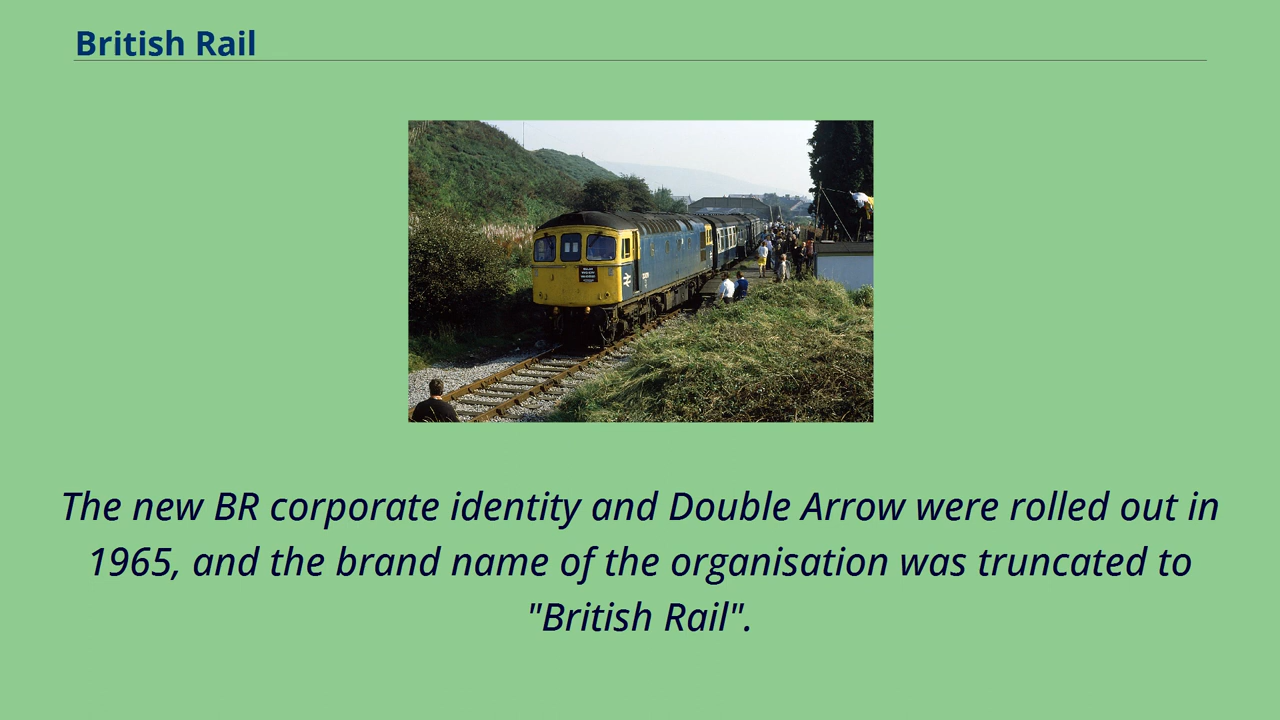 British Rail
The new BR corporate identity and Double Arrow were rolled out in
1965, and the brand name of the organisation was truncated to
"British Rail".